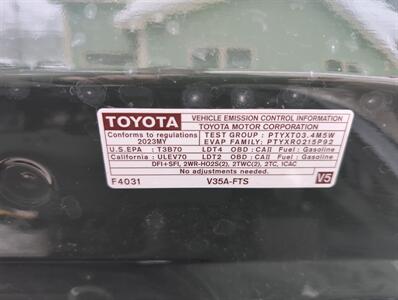 TOYOTA
VEHICLE EMISSION CONTROL INFORMATION
TOYOTA MOTOR CORPORATION
Conforms to regulations
2023MY
TEST GROUP : PTYXT03.4M5W
EVAP FAMILY: PTYXR0215P92
U.S.EPA : T3B70 LDT4 OBD : CAII Fuel : Gasoline
California : ULEV70 LDT2 OBD : CAII Fuel : Gasoline
DFI+SFI, 2WR-HO2S(2), 2TWC(2), 2TC, ICAC
No adjustments needed.
F4031 V35A-FTS V5